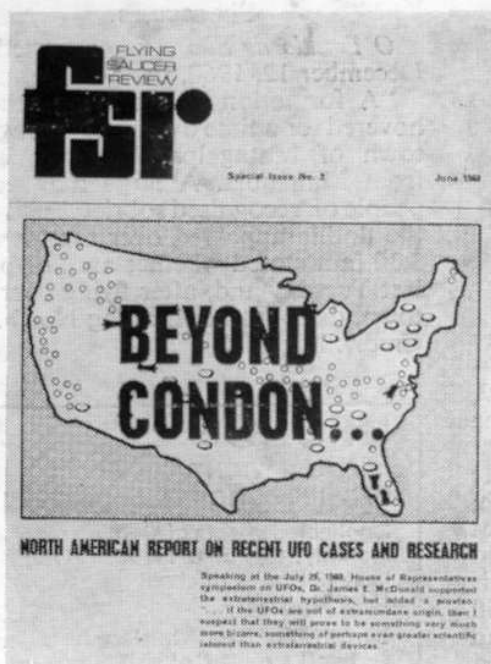 FLYING
SAUCER
REVIEW
fsr
Special Issue No. 2
June 1969
BEYOND
CONDON...
NORTH AMERICAN REPORT ON RECENT UFO CASES AND RESEARCH
Speaking at the July 29, 1968, House of Representatives
symposium on UFOs, Dr. James E. McDonald supported
the extraterrestrial hypothesis, but added a proviso:
". . . if the UFOs are not of extramundane origin, then I
suspect that they will prove to be something very much
more bizarre, something of perhaps even greater scientific
interest than extraterrestrial devices."